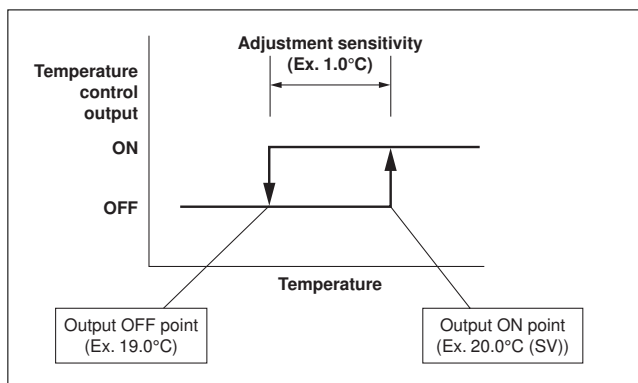 Adjustment sensitivity
(Ex. 1.0°C)
Temperature
control
output
ON
OFF
Temperature
Output OFF point
(Ex. 19.0°C)
Output ON point
(Ex. 20.0°C (SV))